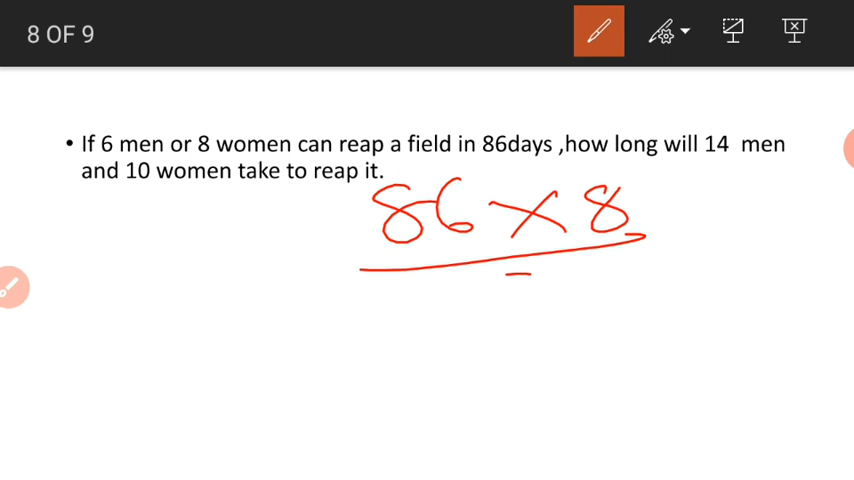 8 OF 9
• If 6 men or 8 women can reap a field in 86days ,how long will 14 men
and 10 women take to reap it.
86 × 8